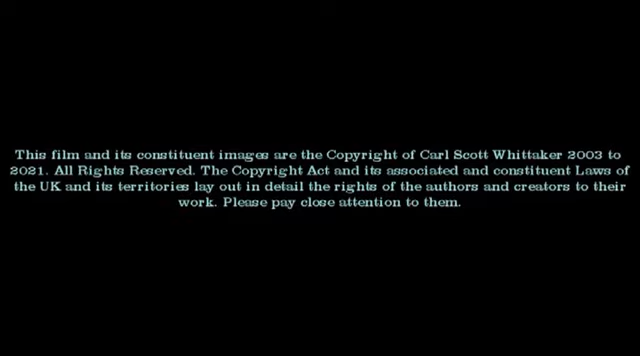 This film and its constituent images are the Copyright of Carl Scott Whittaker 2003 to
2021. All Rights Reserved. The Copyright Act and its associated and constituent Laws of
the UK and its territories lay out in detail the rights of the authors and creators to their
work. Please pay close attention to them.